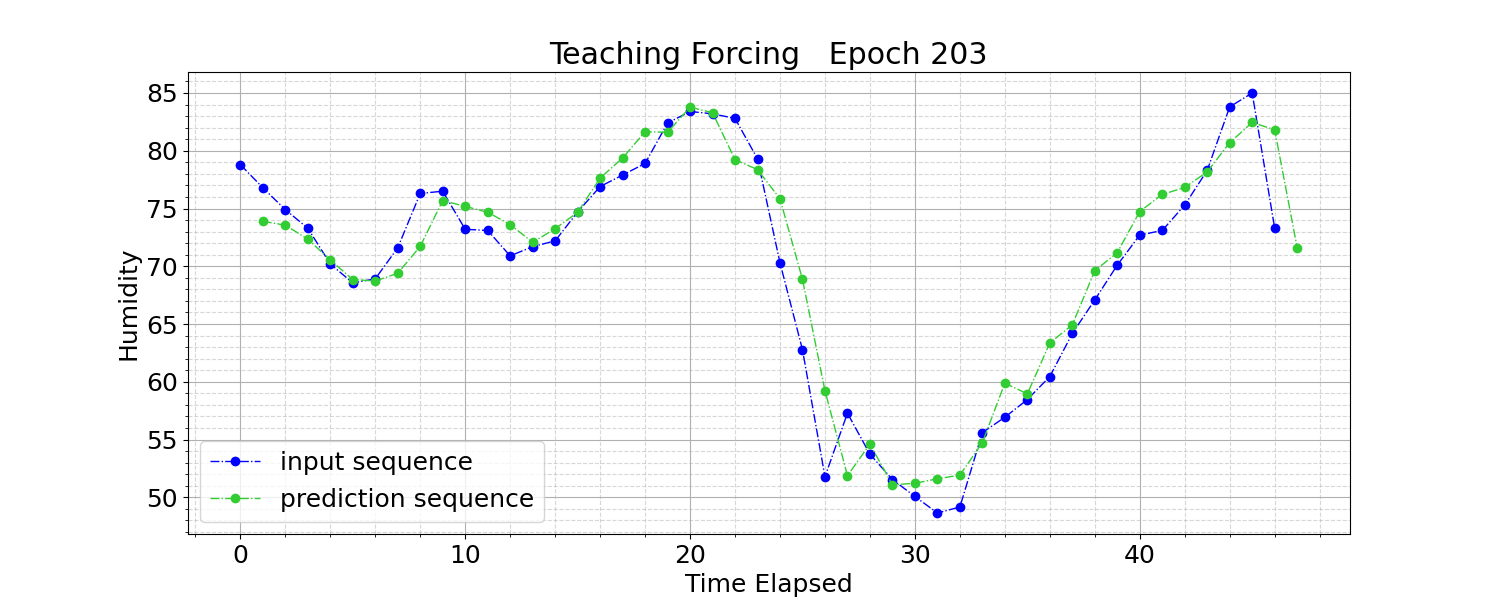 Teaching Forcing   Epoch 203
Humidity
85
80
75
70
65
60
55
50
input sequence
prediction sequence
0 10 20 30 40
Time Elapsed